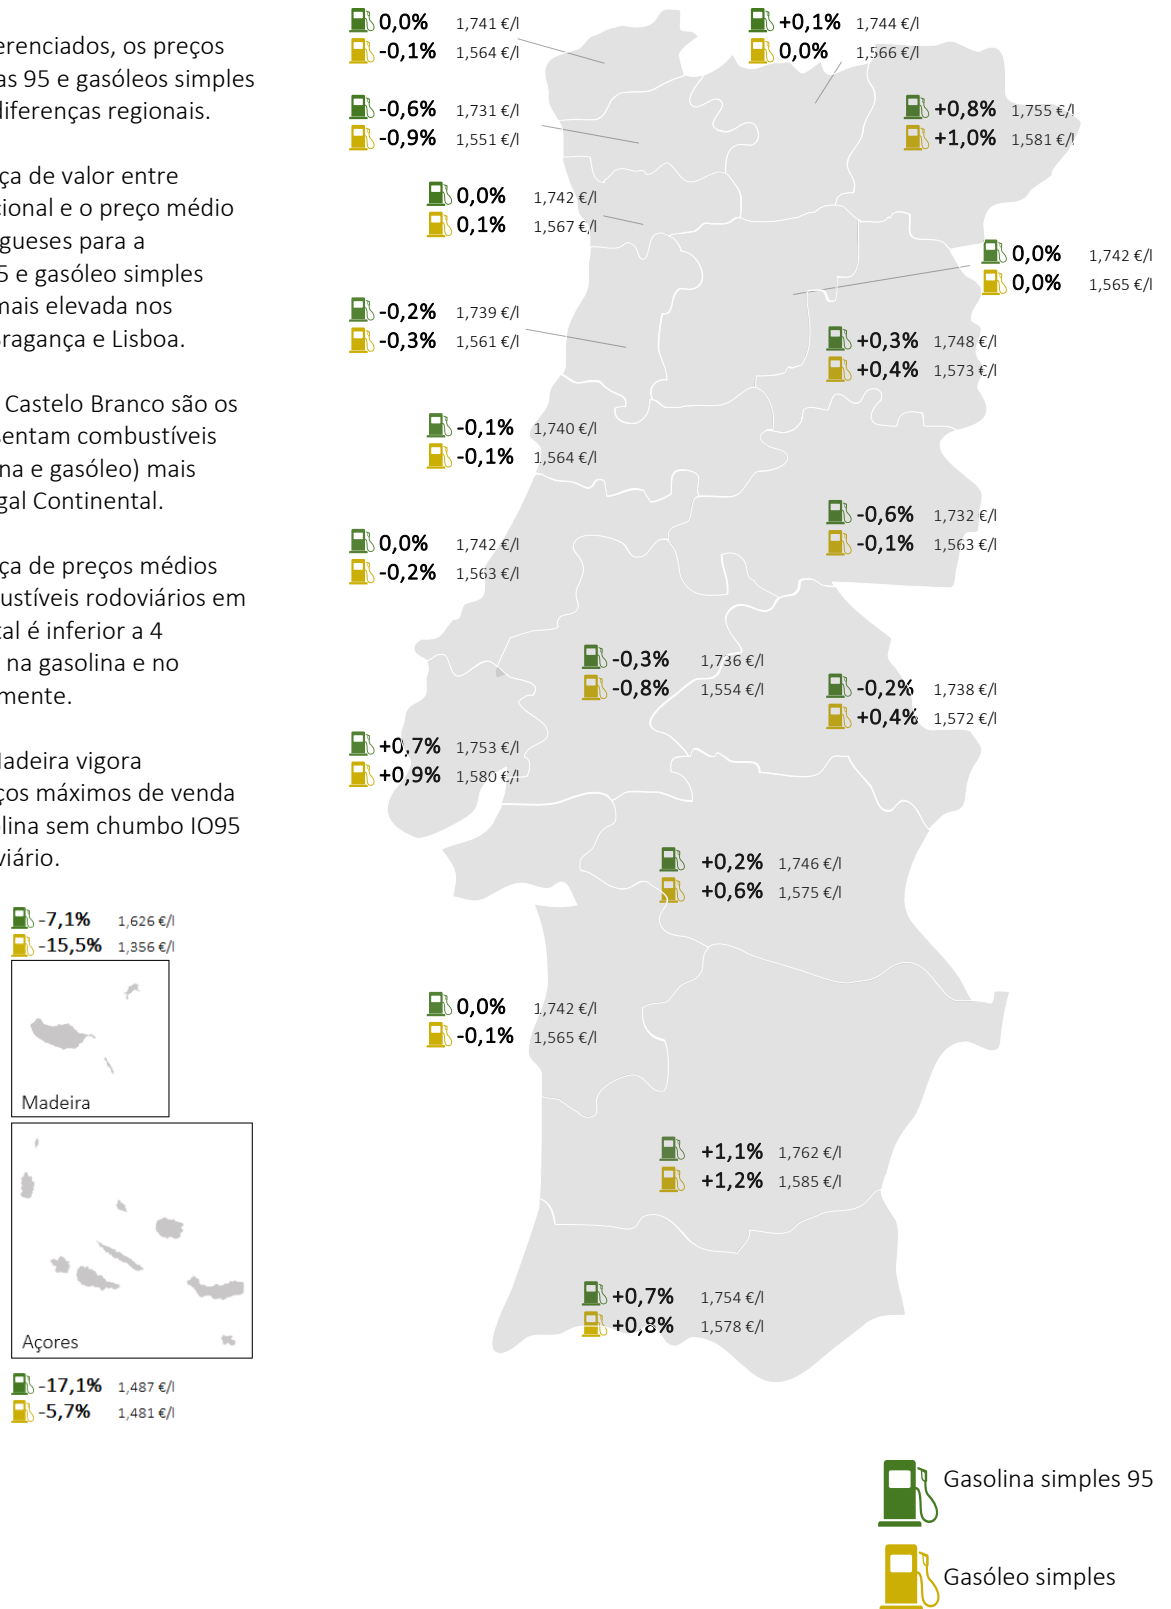 erenciados, os preços
as 95 e gasóleos simples
diferenças regionais.
ça de valor entre
cional e o preço médio
gueses para a
5 e gasóleo simples
mais elevada nos
Bragança e Lisboa.
Castelo Branco são os
sentam combustíveis
na e gasóleo) mais
gal Continental.
ça de preços médios
bustíveis rodoviários em
tal é inferior a 4
na gasolina e no
mente.
Madeira vigora
ços máximos de venda
olina sem chumbo IO95
viário.
-7,1% 1,626 €/l
-15,5% 1,356 €/l
Madeira
Açores
-17,1% 1,487 €/l
-5,7% 1,481 €/l
0,0% 1,741 €/l
-0,1% 1,564 €/l
+0,1% 1,744 €/l
0,0% 1,566 €/l
-0,6% 1,731 €/l
-0,9% 1,551 €/l
+0,8% 1,755 €/l
+1,0% 1,581 €/l
0,0% 1,742 €/l
0,1% 1,567 €/l
0,0% 1,742 €/l
0,0% 1,565 €/l
-0,2% 1,739 €/l
-0,3% 1,561 €/l
+0,3% 1,748 €/l
+0,4% 1,573 €/l
-0,1% 1,740 €/l
-0,1% 1,564 €/l
-0,6% 1,732 €/l
-0,1% 1,563 €/l
0,0% 1,742 €/l
-0,2% 1,563 €/l
-0,3% 1,736 €/l
-0,8% 1,554 €/l
-0,2% 1,738 €/l
+0,4% 1,572 €/l
+0,7% 1,753 €/l
+0,9% 1,580 €/l
+0,2% 1,746 €/l
+0,6% 1,575 €/l
0,0% 1,742 €/l
-0,1% 1,565 €/l
+1,1% 1,762 €/l
+1,2% 1,585 €/l
+0,7% 1,754 €/l
+0,8% 1,578 €/l
Gasolina simples 95
Gasóleo simples